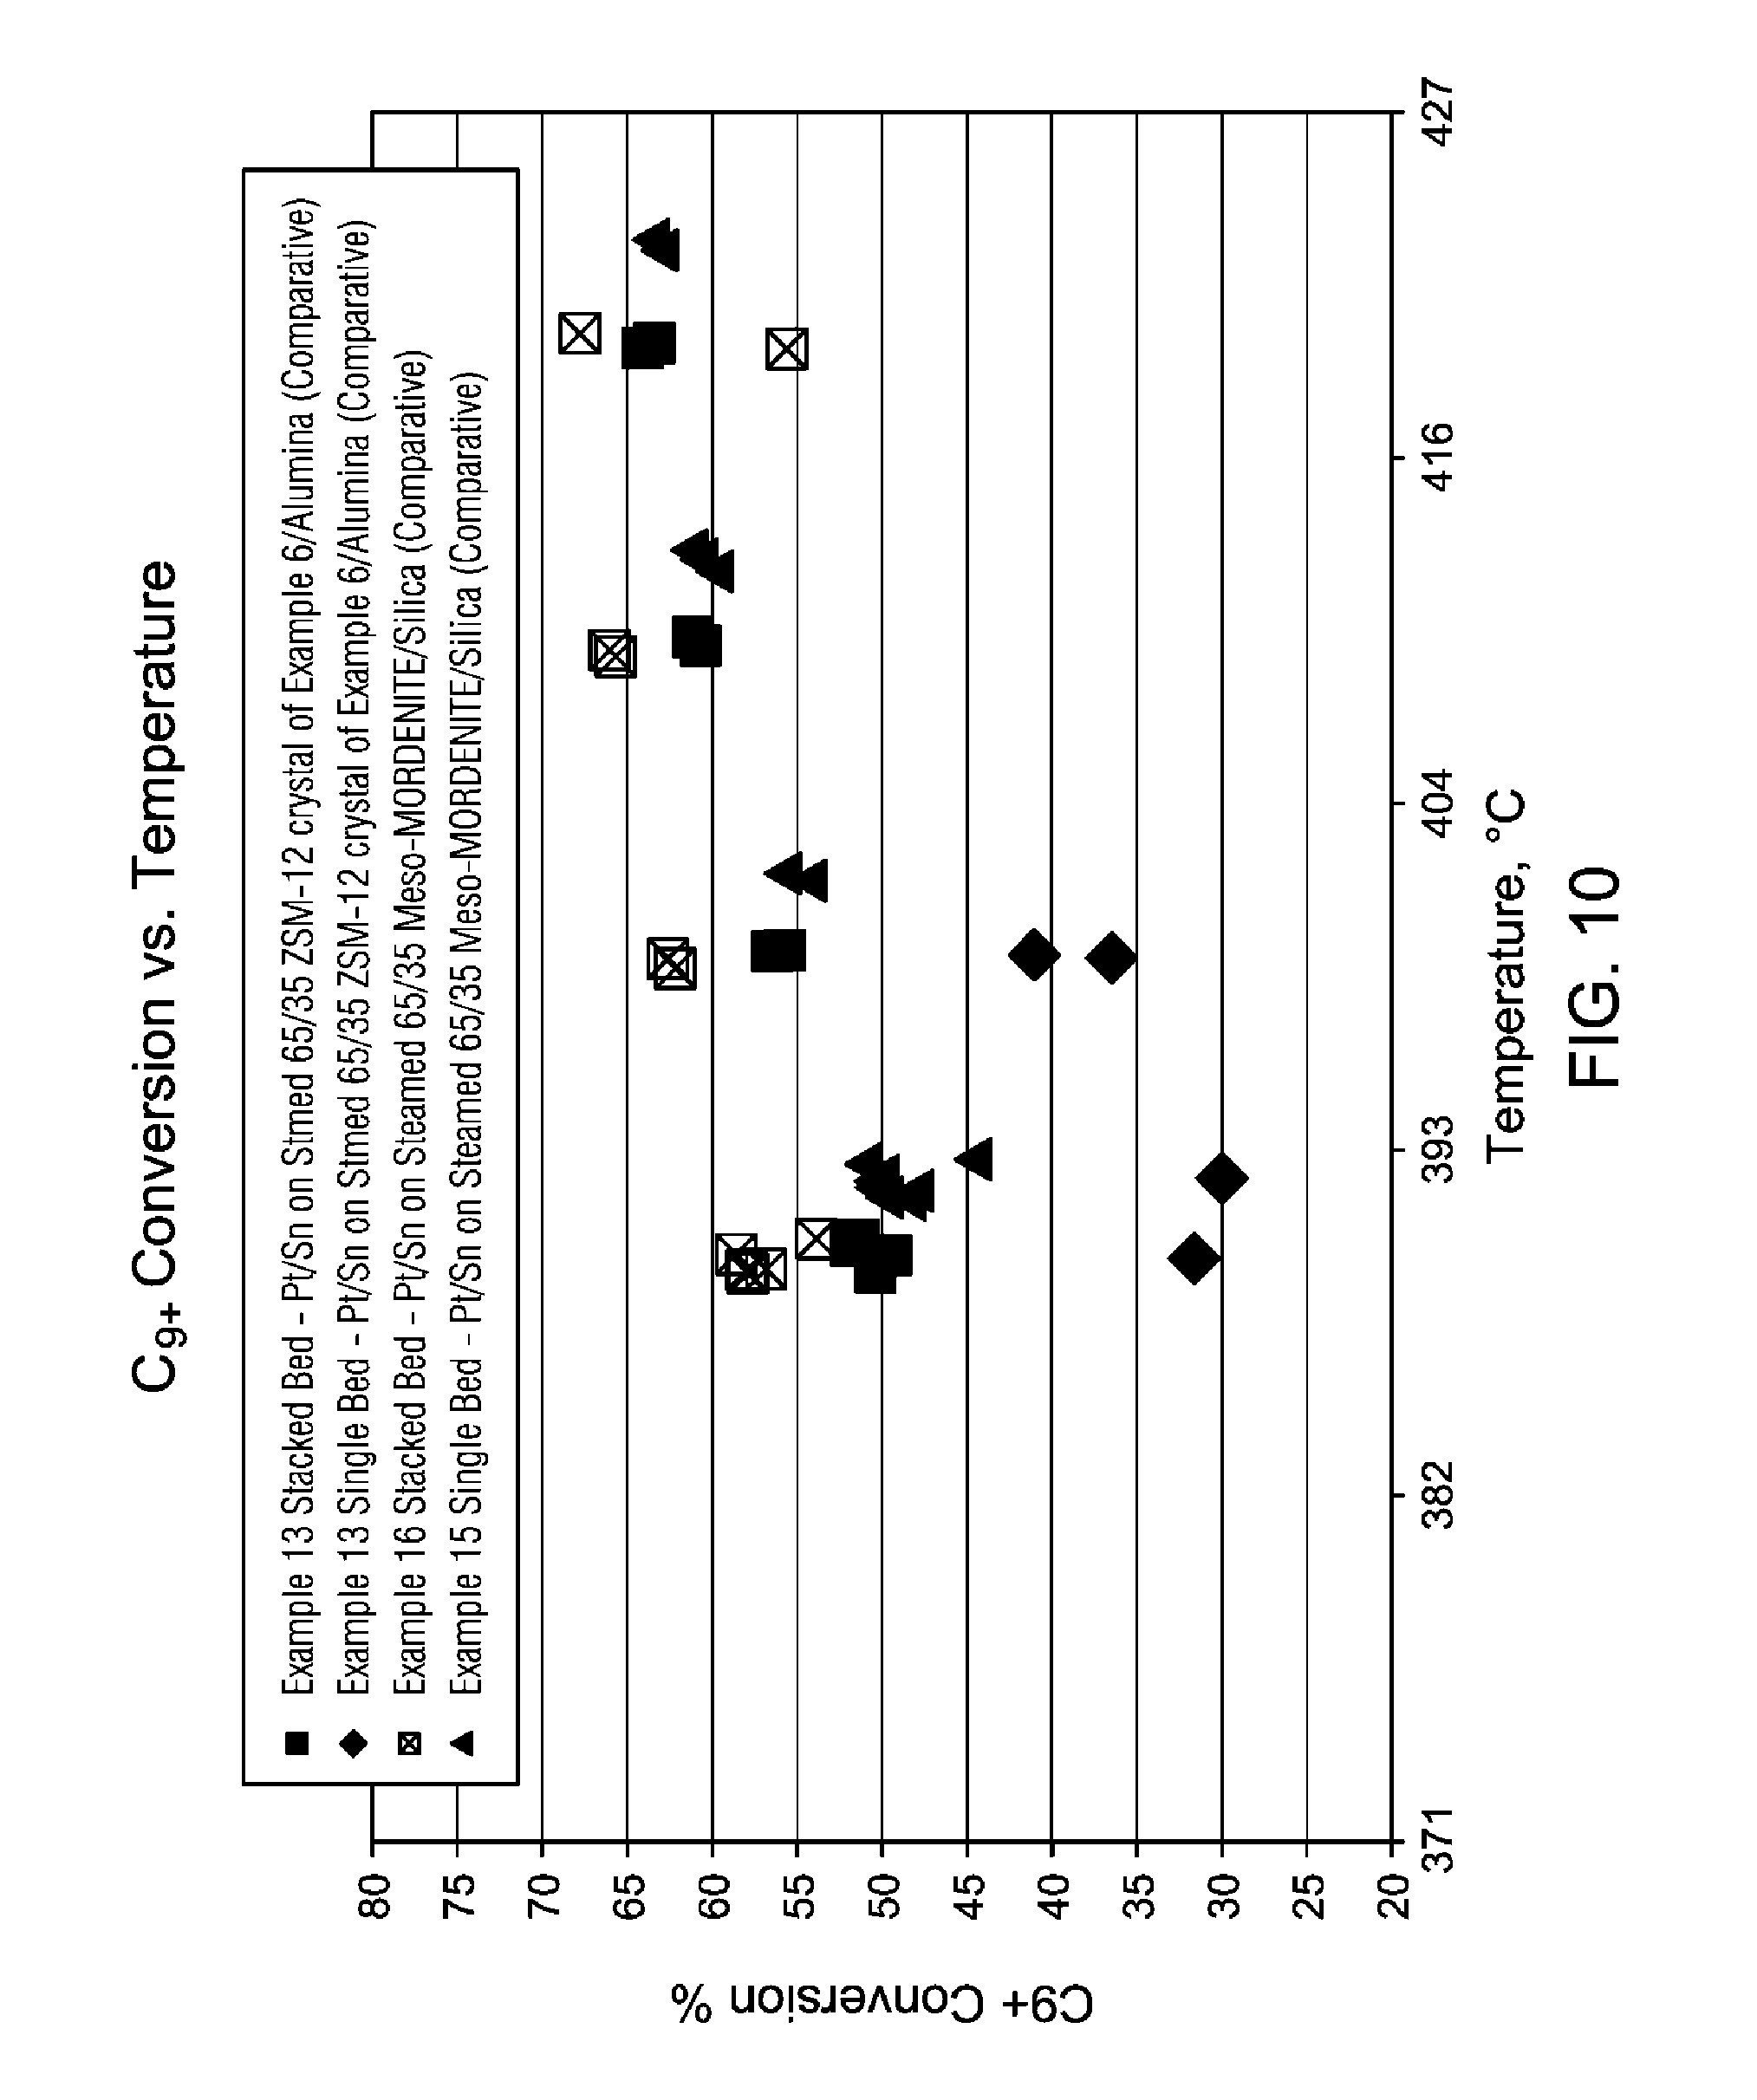 C9+ Conversion vs. Temperature
Example 13 Stacked Bed - Pt/Sn on Stmed 65/35 ZSM-12 crystal of Example 6/Alumina (Comparative)
Example 13 Single Bed - Pt/Sn on Stmed 65/35 ZSM-12 crystal of Example 6/Alumina (Comparative)
Example 16 Stacked Bed - Pt/Sn on Steamed 65/35 Meso-MORDENITE/Silica (Comparative)
Example 15 Single Bed - Pt/Sn on Steamed 65/35 Meso-MORDENITE/Silica (Comparative)
C9+ Conversion %
80
75
70
65
60
55
50
45
40
35
30
25
20
371
382
393
404
416
427
Temperature, °C
FIG. 10